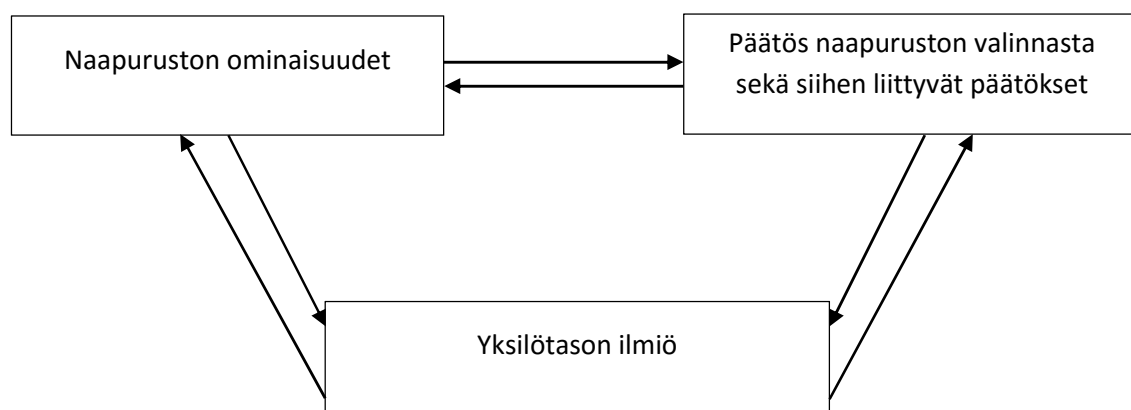 Naapuruston ominaisuudet
Päätös naapuruston valinnasta
sekä siihen liittyvät päätökset
Yksilötason ilmiö